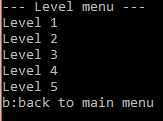 --- Level menu ---
Level 1
Level 2
Level 3
Level 4
Level 5
b:back to main menu